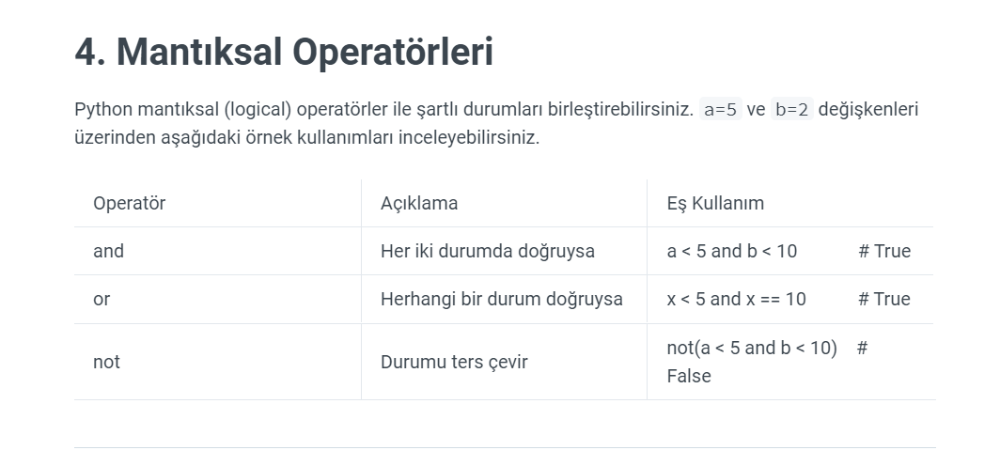 4. Mantıksal Operatörleri
Python mantıksal (logical) operatörler ile şartlı durumları birleştirebilirsiniz. a=5 ve b=2 değişkenleri
üzerinden aşağıdaki örnek kullanımları inceleyebilirsiniz.
Operatör Açıklama Eş Kullanım
and Her iki durumda doğruysa a < 5 and b < 10 # True
or Herhangi bir durum doğruysa x < 5 and x == 10 # True
not Durumu ters çevir not(a < 5 and b < 10) #
False